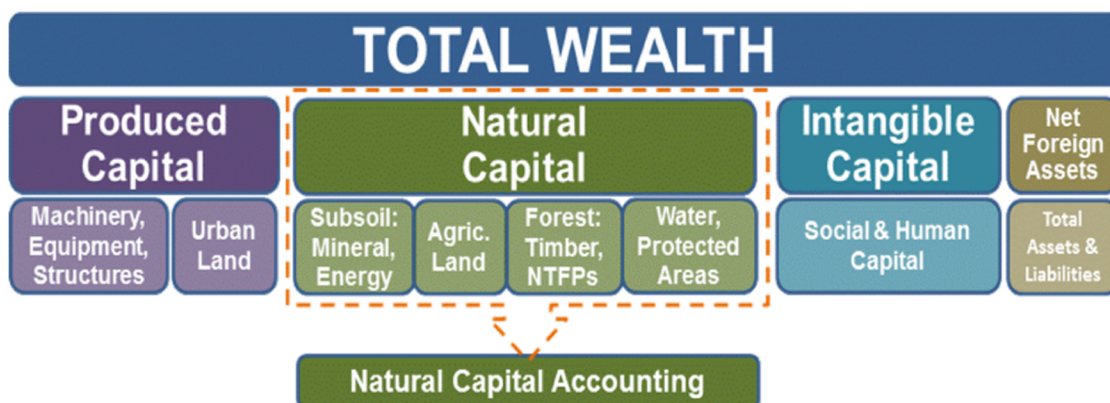 TOTAL WEALTH
Produced
Capital
Natural
Capital
Intangible
Capital
Net
Foreign
Assets
Machinery,
Equipment,
Structures
Urban
Land
Subsoil:
Mineral,
Energy
Agric.
Land
Forest:
Timber,
NTFPs
Water,
Protected
Areas
Social & Human
Capital
Total
Assets &
Liabilities
Natural Capital Accounting